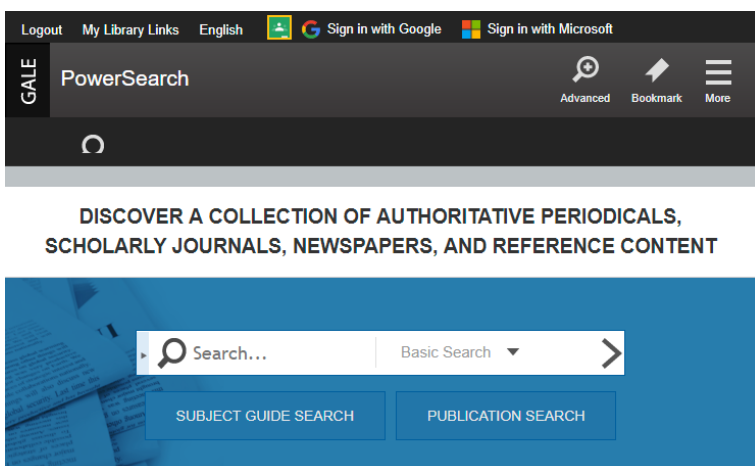 Logout My Library Links English Sign in with Google Sign in with Microsoft
GALE PowerSearch
Advanced Bookmark More
DISCOVER A COLLECTION OF AUTHORITATIVE PERIODICALS,
SCHOLARLY JOURNALS, NEWSPAPERS, AND REFERENCE CONTENT
Search... Basic Search
SUBJECT GUIDE SEARCH PUBLICATION SEARCH